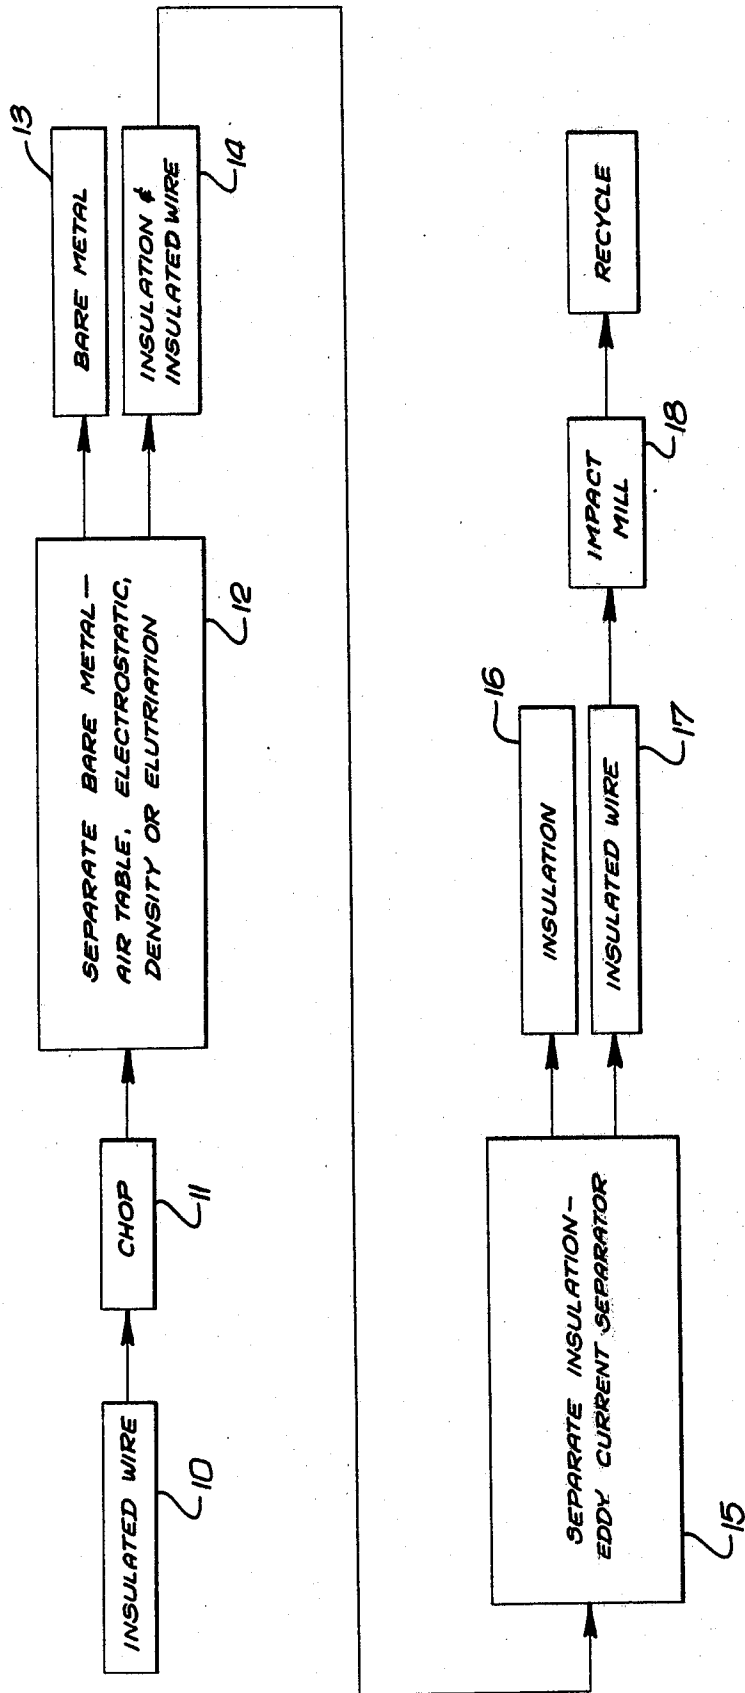 INSULATED WIRE
10
CHOP
11
SEPARATE BARE METAL—
AIR TABLE, ELECTROSTATIC,
DENSITY OR ELUTRIATION
12
BARE METAL
13
INSULATION &
INSULATED WIRE
14
SEPARATE INSULATION-
EDDY CURRENT SEPARATOR
15
INSULATION
16
INSULATED WIRE
17
IMPACT
MILL
18
RECYCLE